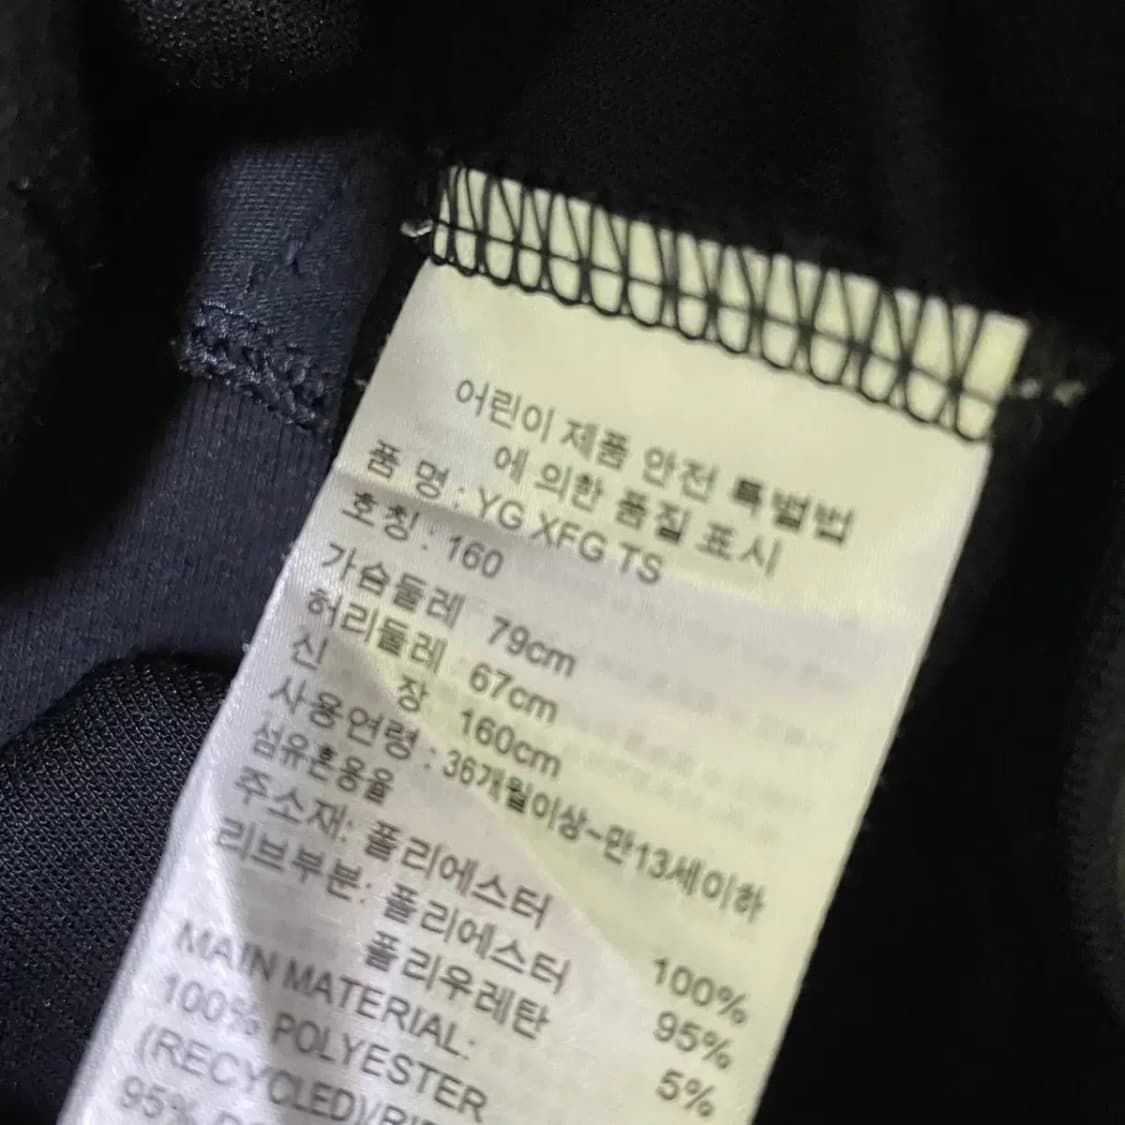 어린이 제품 안전 특별법
에 의한 품질 표시
품 명 : YG XFG TS
호칭 : 160
가슴둘레 79cm
허리둘레 67cm
신 장 160cm
사용연령 : 36개월이상~만13세이하
섬유혼용율
주소재: 폴리에스터 100%
리브부분: 폴리에스터 95%
폴리우레탄 5%
MAIN MATERIAL:
100% POLYESTER
(RECYCLED)/
95%